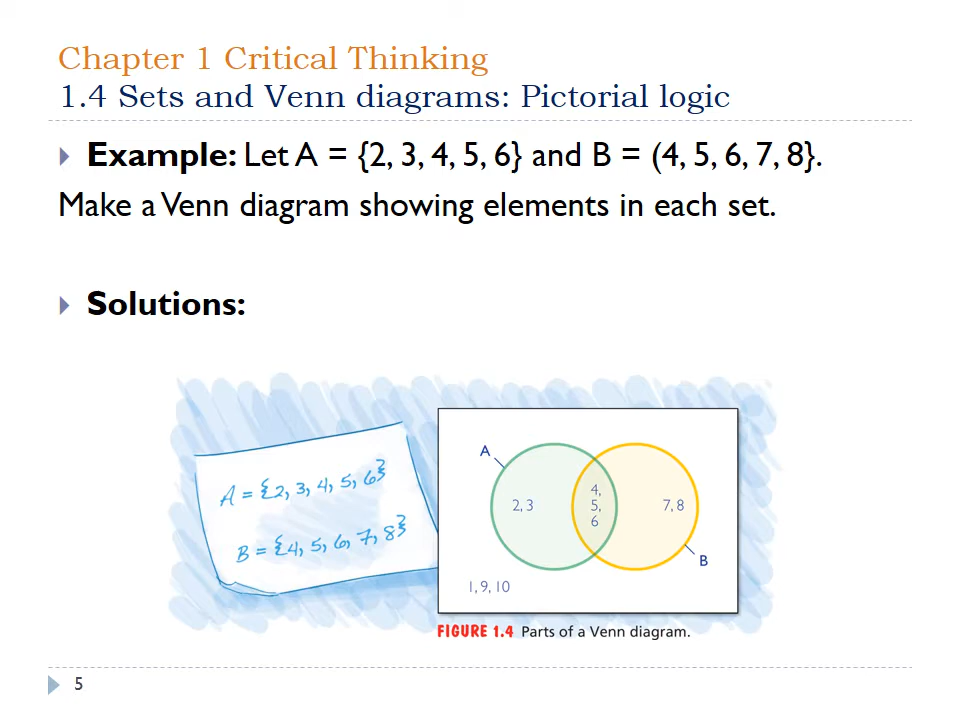 Chapter 1 Critical Thinking
1.4 Sets and Venn diagrams: Pictorial logic
Example: Let A = {2, 3, 4, 5, 6} and B = (4, 5, 6, 7, 8}.
Make a Venn diagram showing elements in each set.
Solutions:
A = {2, 3, 4, 5, 6}
B = {4, 5, 6, 7, 8}
A
2, 3
4,
5,
6
7, 8
B
1, 9, 10
FIGURE 1.4 Parts of a Venn diagram.
5